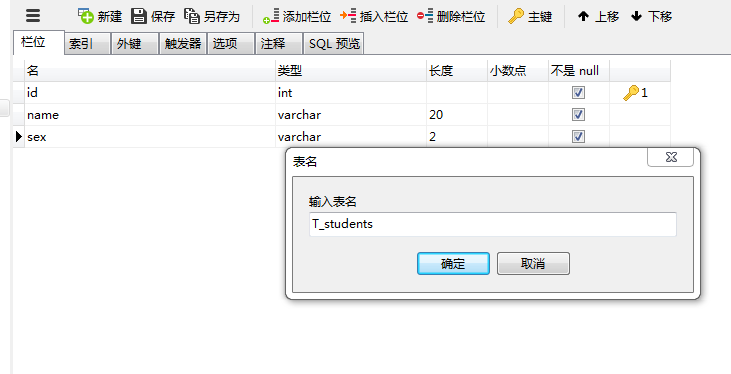 新建 保存 另存为 添加栏位 插入栏位 删除栏位 主键 上移 下移
栏位 索引 外键 触发器 选项 注释 SQL 预览
名 类型 长度 小数点 不是 null
id int 1
name varchar 20
sex varchar 2
表名
输入表名
T_students
确定 取消